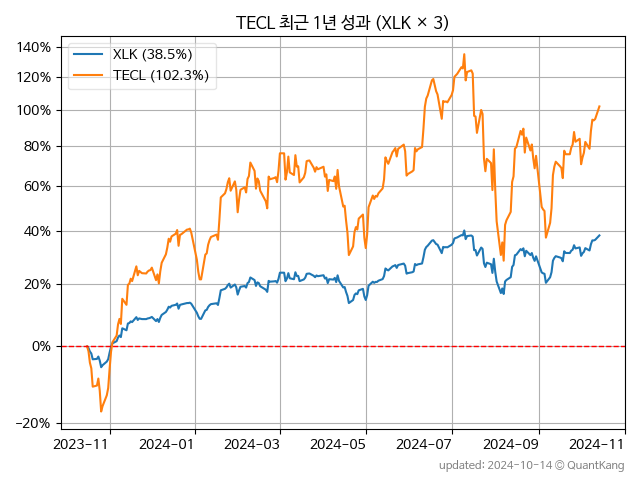 TECL 최근 1년 성과 (XLK × 3)
XLK (38.5%)
TECL (102.3%)
140%
120%
100%
80%
60%
40%
20%
0%
−20%
2023−11 2024−01 2024−03 2024−05 2024−07 2024−09 2024−11
updated: 2024-10-14 © QuantKang